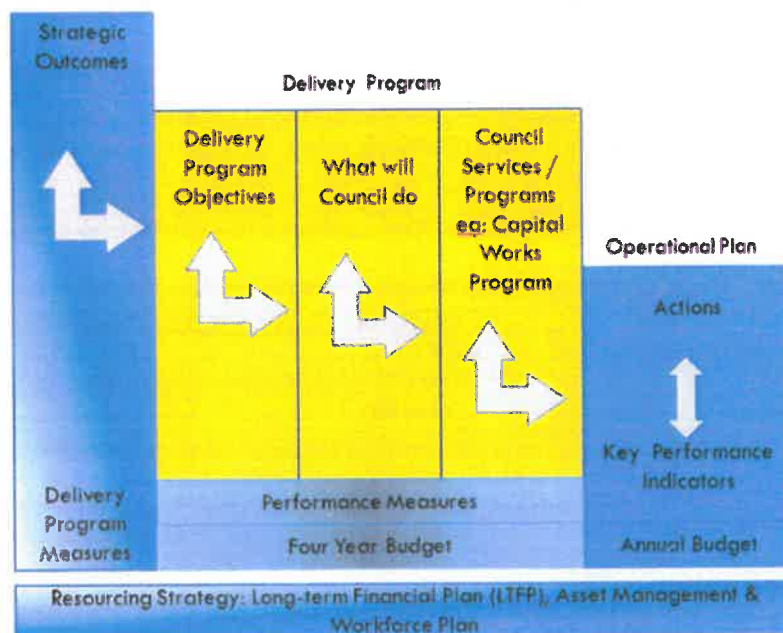 Strategic
Outcomes
Delivery Program
Delivery
Program
Objectives
What will
Council do
Council
Services /
Programs
eg: Capital
Works
Program
Operational Plan
Actions
Key Performance
Indicators
Delivery
Program
Measures
Performance Measures
Four Year Budget
Annual Budget
Resourcing Strategy: Long-term Financial Plan (LTFP), Asset Management &
Workforce Plan